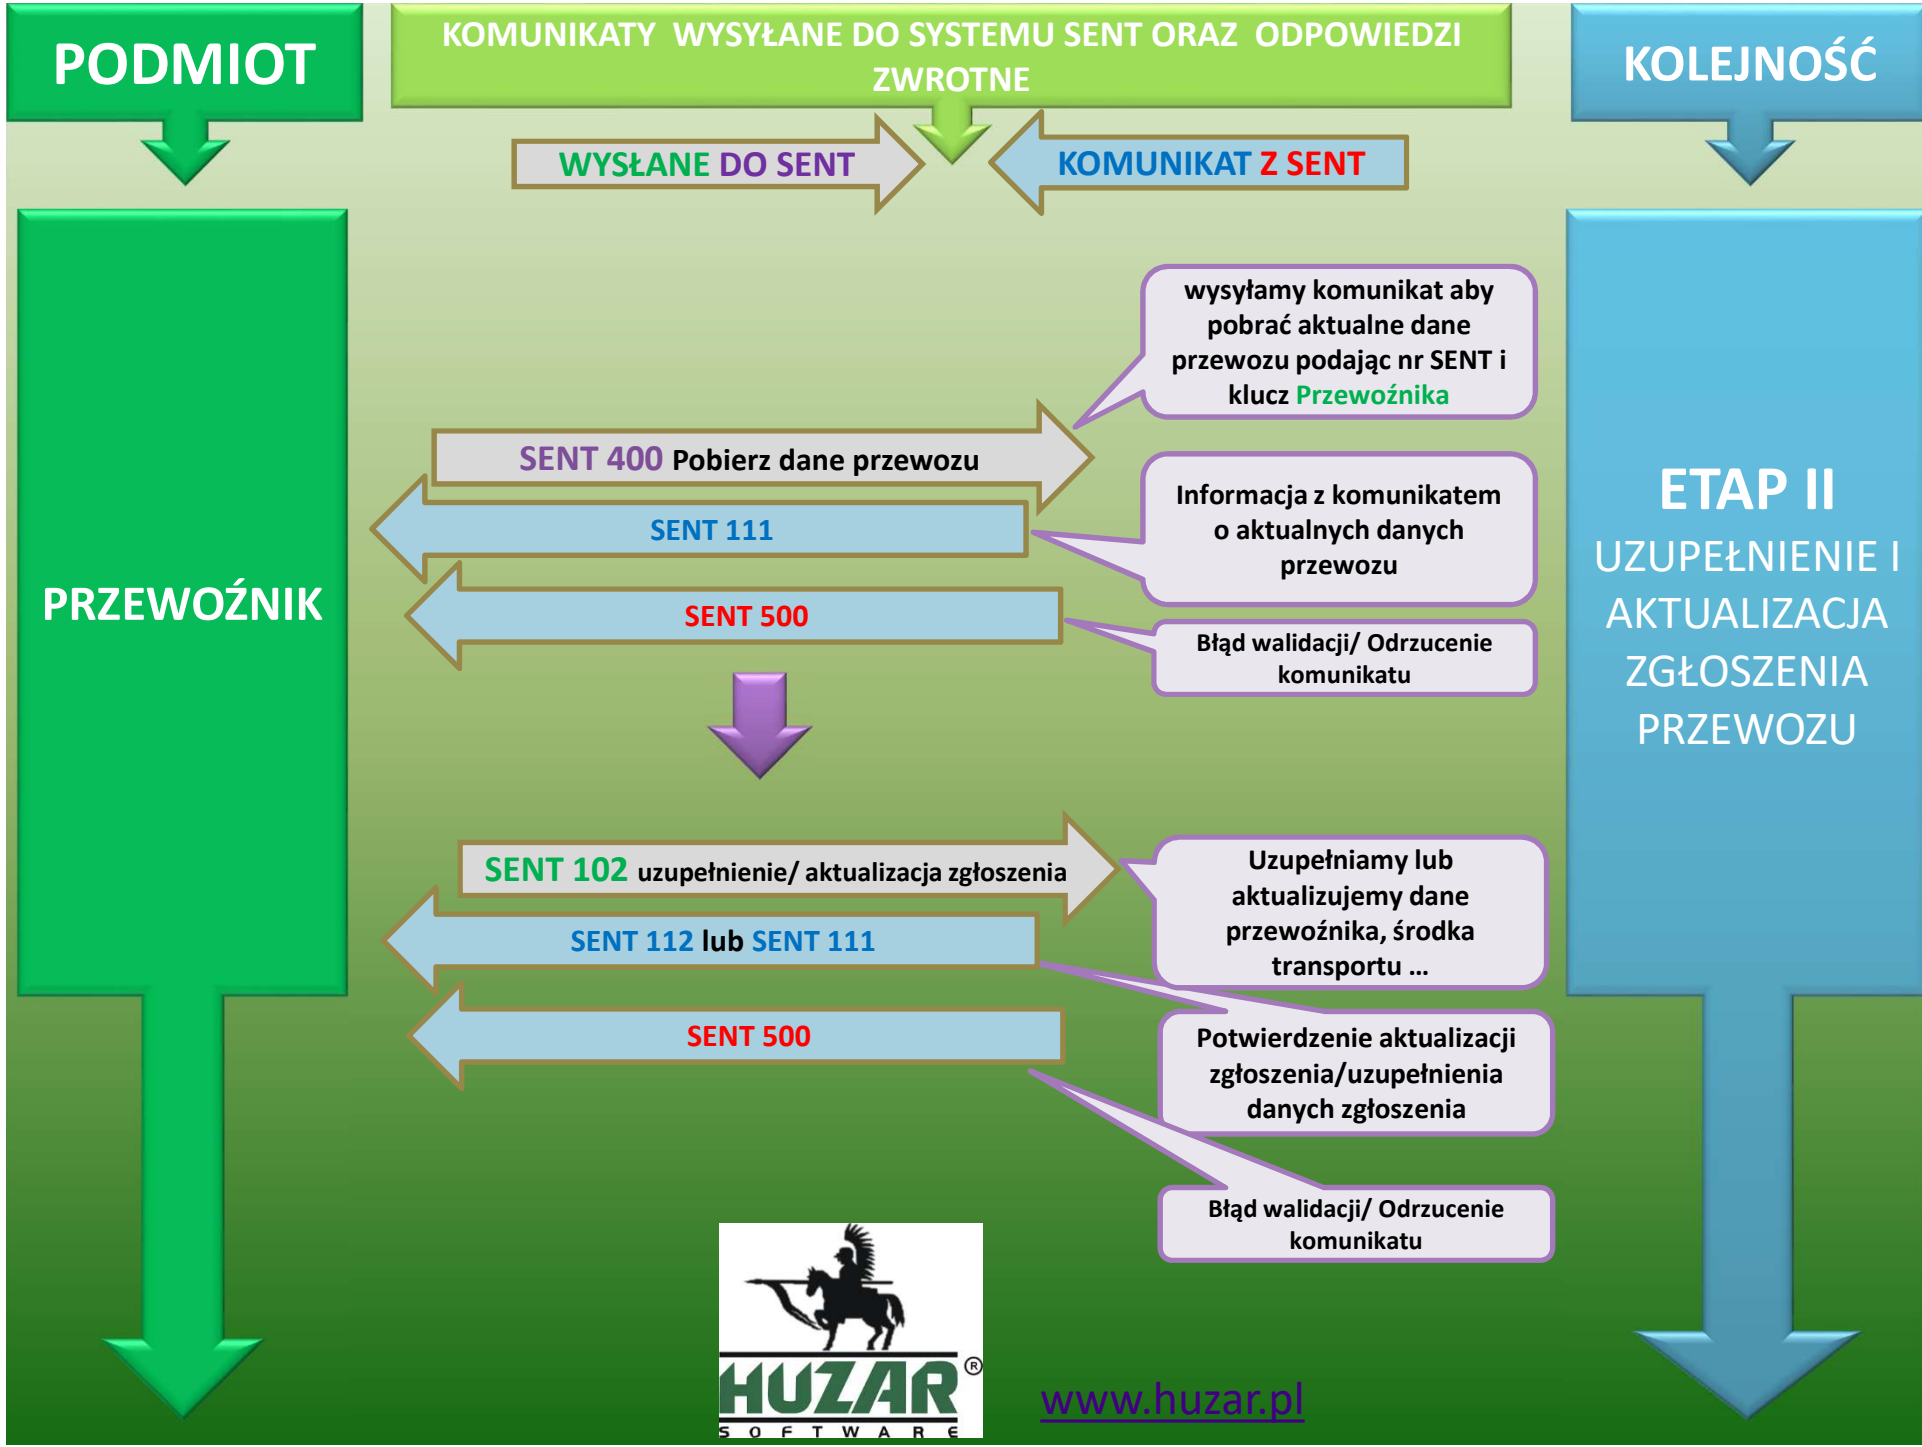 PODMIOT
KOMUNIKATY WYSYŁANE DO SYSTEMU SENT ORAZ ODPOWIEDZI
ZWROTNE
KOLEJNOŚĆ
WYSŁANE DO SENT
KOMUNIKAT Z SENT
PRZEWOŹNIK
wysyłamy komunikat aby
pobrać aktualne dane
przewozu podając nr SENT i
klucz Przewoźnika
SENT 400 Pobierz dane przewozu
SENT 111
Informacja z komunikatem
o aktualnych danych
przewozu
SENT 500
Błąd walidacji/ Odrzucenie
komunikatu
SENT 102 uzupełnienie/ aktualizacja zgłoszenia
Uzupełniamy lub
aktualizujemy dane
przewoźnika, środka
transportu ...
SENT 112 lub SENT 111
Potwierdzenie aktualizacji
zgłoszenia/uzupełnienia
danych zgłoszenia
SENT 500
Błąd walidacji/ Odrzucenie
komunikatu
ETAP II
UZUPEŁNIENIE I
AKTUALIZACJA
ZGŁOSZENIA
PRZEWOZU
HUZAR®
SOFTWARE
www.huzar.pl